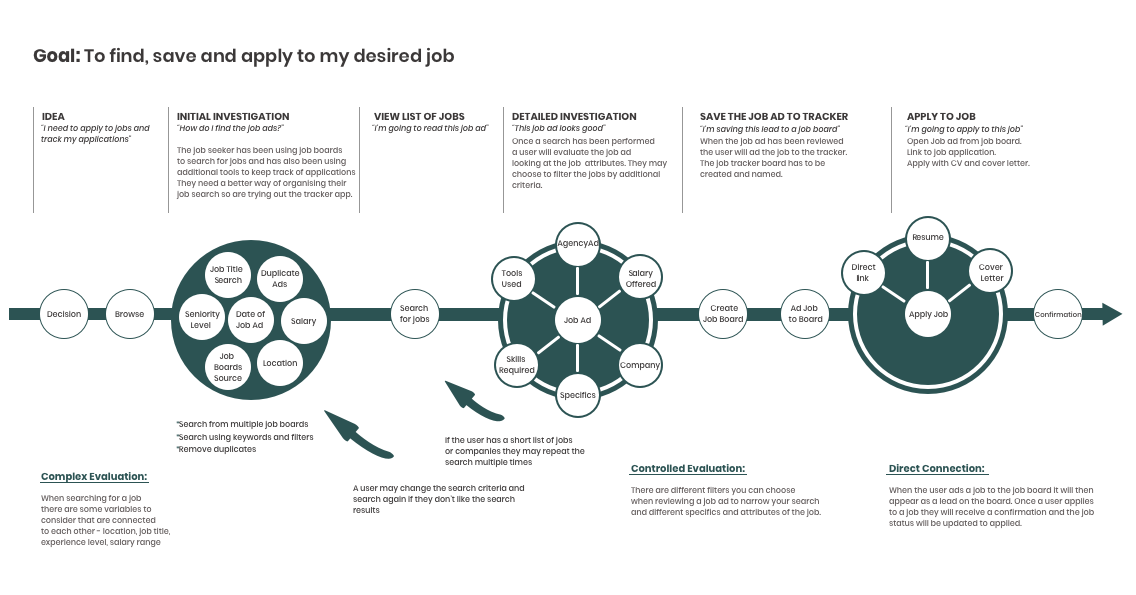 Goal: To find, save and apply to my desired job
IDEA
"I need to apply to jobs and
track my applications"
INITIAL INVESTIGATION
"How do i find the job ads?"
The job seeker has been using job boards
to search for jobs and has also been using
additional tools to keep track of applications
They need a better way of organising their
job search so are trying out the tracker app.
VIEW LIST OF JOBS
"I'm going to read this job ad"
DETAILED INVESTIGATION
"This job ad looks good"
Once a search has been performed
a user will evaluate the job ad
looking at the job attributes. They may
choose to filter the jobs by additional
criteria.
SAVE THE JOB AD TO TRACKER
"I'm saving this lead to a job board"
When the job ad has been reviewed
the user will ad the job to the tracker.
The job tracker board has to be
created and named.
APPLY TO JOB
"I'm going to apply to this job"
Open Job ad from job board.
Link to job application.
Apply with CV and cover letter.
Decision
Browse
Job Title
Search
Duplicate
Ads
Seniority
Level
Date of
Job Ad
Salary
Job
Boards
Source
Location
Search
for jobs
AgencyAd
Tools
Used
Salary
Offered
Job Ad
Skills
Required
Company
Specifics
Create
Job Board
Ad Job
to Board
Resume
Direct
link
Cover
Letter
Apply Job
Confirmation
*Search from multiple job boards
*Search using keywords and filters
*Remove duplicates
If the user has a short list of jobs
or companies they may repeat the
search multiple times
A user may change the search criteria and
search again if they don't like the search
results
Complex Evaluation:
When searching for a job
there are some variables to
consider that are connected
to each other - location, job title,
experience level, salary range
Controlled Evaluation:
There are different filters you can choose
when reviewing a job ad to narrow your search
and different specifics and attributes of the job.
Direct Connection:
When the user ads a job to the job board it will then
appear as a lead on the board. Once a user applies
to a job they will receive a confirmation and the job
status will be updated to applied.